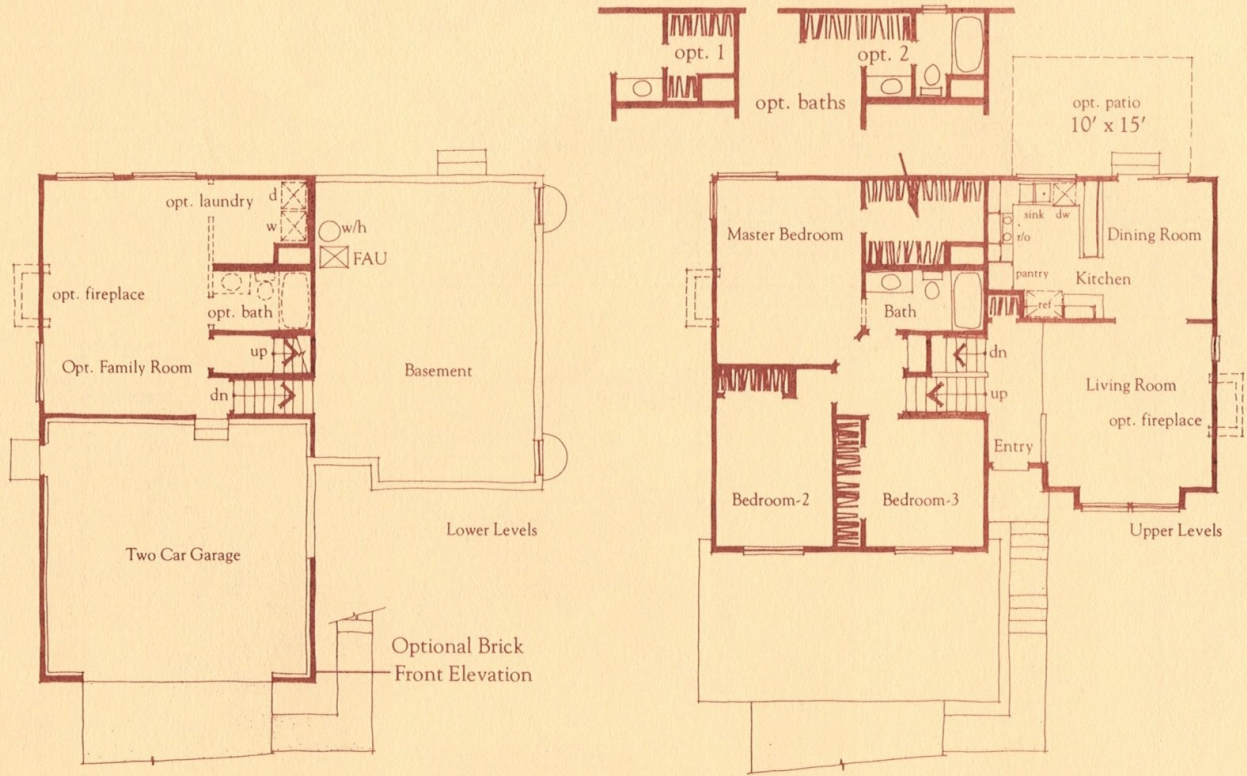 opt. 1
opt. 2
opt. baths
opt. patio
10' x 15'
opt. laundry
d
w
w/h
FAU
opt. fireplace
opt. bath
up
Opt. Family Room
dn
Basement
Two Car Garage
Lower Levels
Optional Brick
Front Elevation
Master Bedroom
sink dw
r/o
Dining Room
pantry
Kitchen
ref
Bath
dn
up
Living Room
opt. fireplace
Entry
Bedroom-2
Bedroom-3
Upper Levels